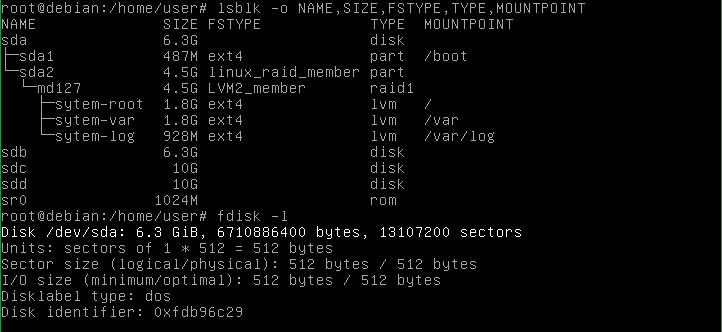 root@debian:/home/user# lsblk -o NAME,SIZE,FSTYPE,TYPE,MOUNTPOINT
NAME                SIZE FSTYPE            TYPE  MOUNTPOINT
sda                 6.3G                   disk
├─sda1              487M ext4              part  /boot
└─sda2              4.5G linux_raid_member part
  └─md127           4.5G LVM2_member       raid1
    ├─sytem-root    1.8G ext4              lvm   /
    ├─sytem-var     1.8G ext4              lvm   /var
    └─sytem-log     928M ext4              lvm   /var/log
sdb                 6.3G                   disk
sdc                  10G                   disk
sdd                  10G                   disk
sr0                1024M                   rom
root@debian:/home/user# fdisk -l
Disk /dev/sda: 6.3 GiB, 6710886400 bytes, 13107200 sectors
Units: sectors of 1 * 512 = 512 bytes
Sector size (logical/physical): 512 bytes / 512 bytes
I/O size (minimum/optimal): 512 bytes / 512 bytes
Disklabel type: dos
Disk identifier: 0xfdb96c29